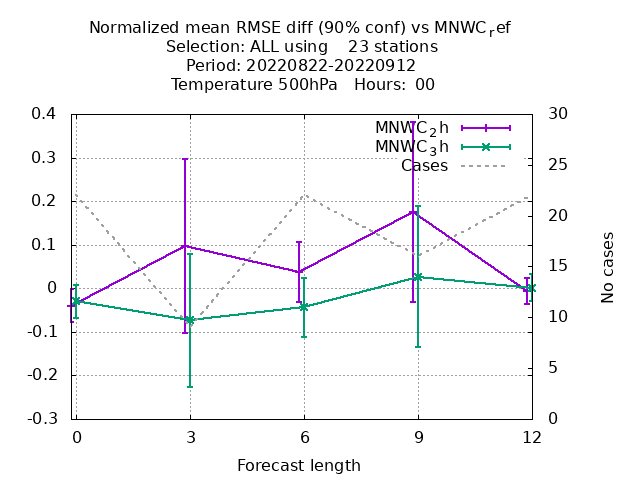 Normalized mean RMSE diff (90% conf) vs MNWC_ref
Selection: ALL using    23 stations
Period: 20220822-20220912
Temperature 500hPa   Hours: 00
MNWC_2h
MNWC_3h
Cases
0.4
0.3
0.2
0.1
0
-0.1
-0.2
-0.3
30
25
20
15
10
5
0
No cases
0 3 6 9 12
Forecast length